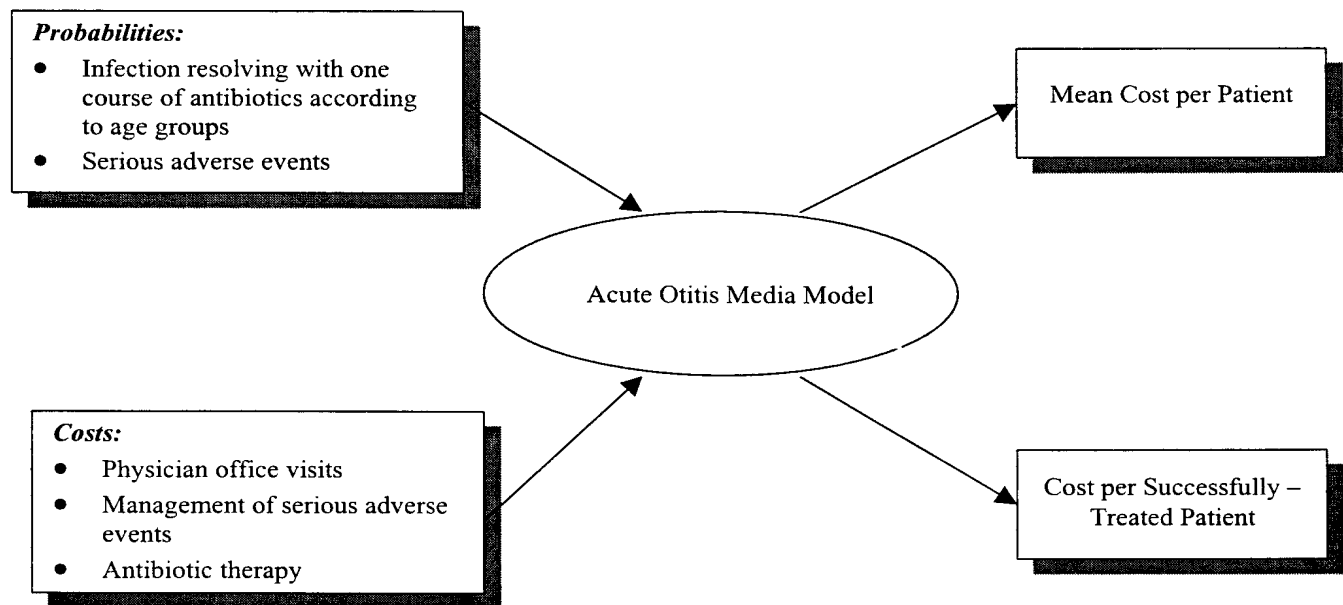 Probabilities:
● Infection resolving with one
course of antibiotics according
to age groups
● Serious adverse events
Mean Cost per Patient
Acute Otitis Media Model
Costs:
● Physician office visits
● Management of serious adverse
events
● Antibiotic therapy
Cost per Successfully –
Treated Patient